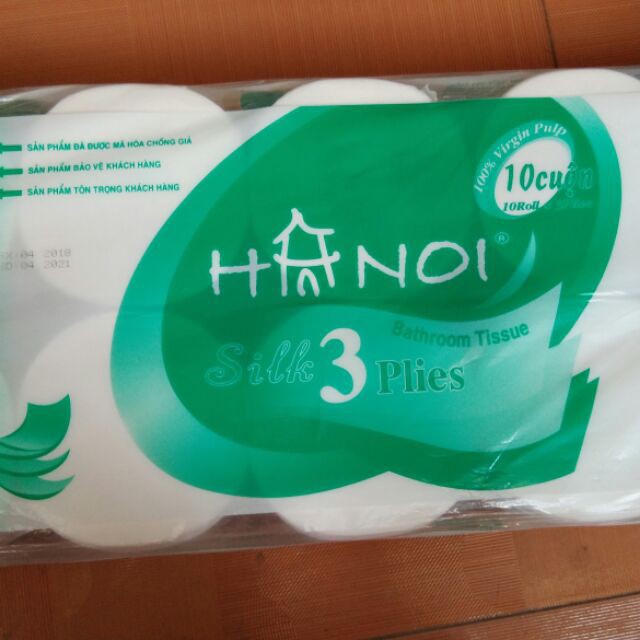 SẢN PHẨM ĐÃ ĐƯỢC MÃ HÓA CHỐNG GIẢ
SẢN PHẨM BẢO VỆ KHÁCH HÀNG
SẢN PHẨM TÔN TRỌNG KHÁCH HÀNG
04 2018
04 2021
100% Virgin Pulp
10cuộn
10Roll
HANOI®
Bathroom Tissue
Silk 3 Plies